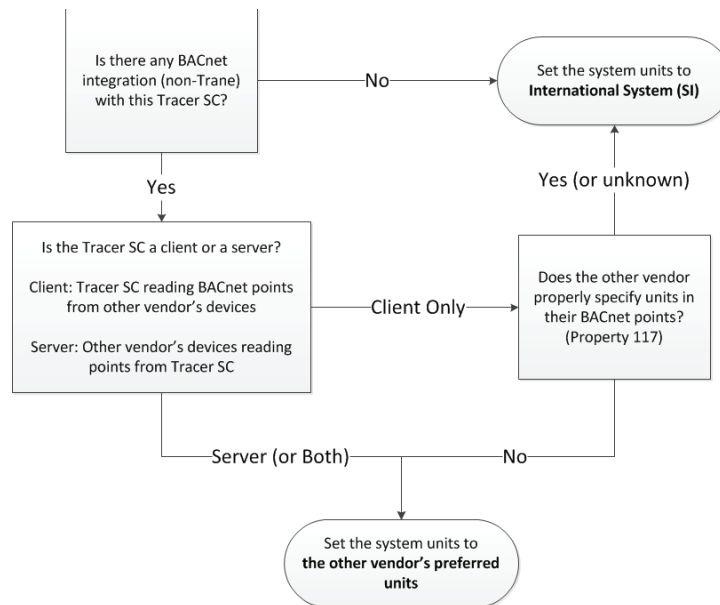 Is there any BACnet
integration (non-Trane)
with this Tracer SC?
No
Set the system units to
International System (SI)
Yes
Yes (or unknown)
Is the Tracer SC a client or a server?
Client: Tracer SC reading BACnet points
from other vendor’s devices
Server: Other vendor’s devices reading
points from Tracer SC
Client Only
Does the other vendor
properly specify units in
their BACnet points?
(Property 117)
Server (or Both)
No
Set the system units to
the other vendor’s preferred
units